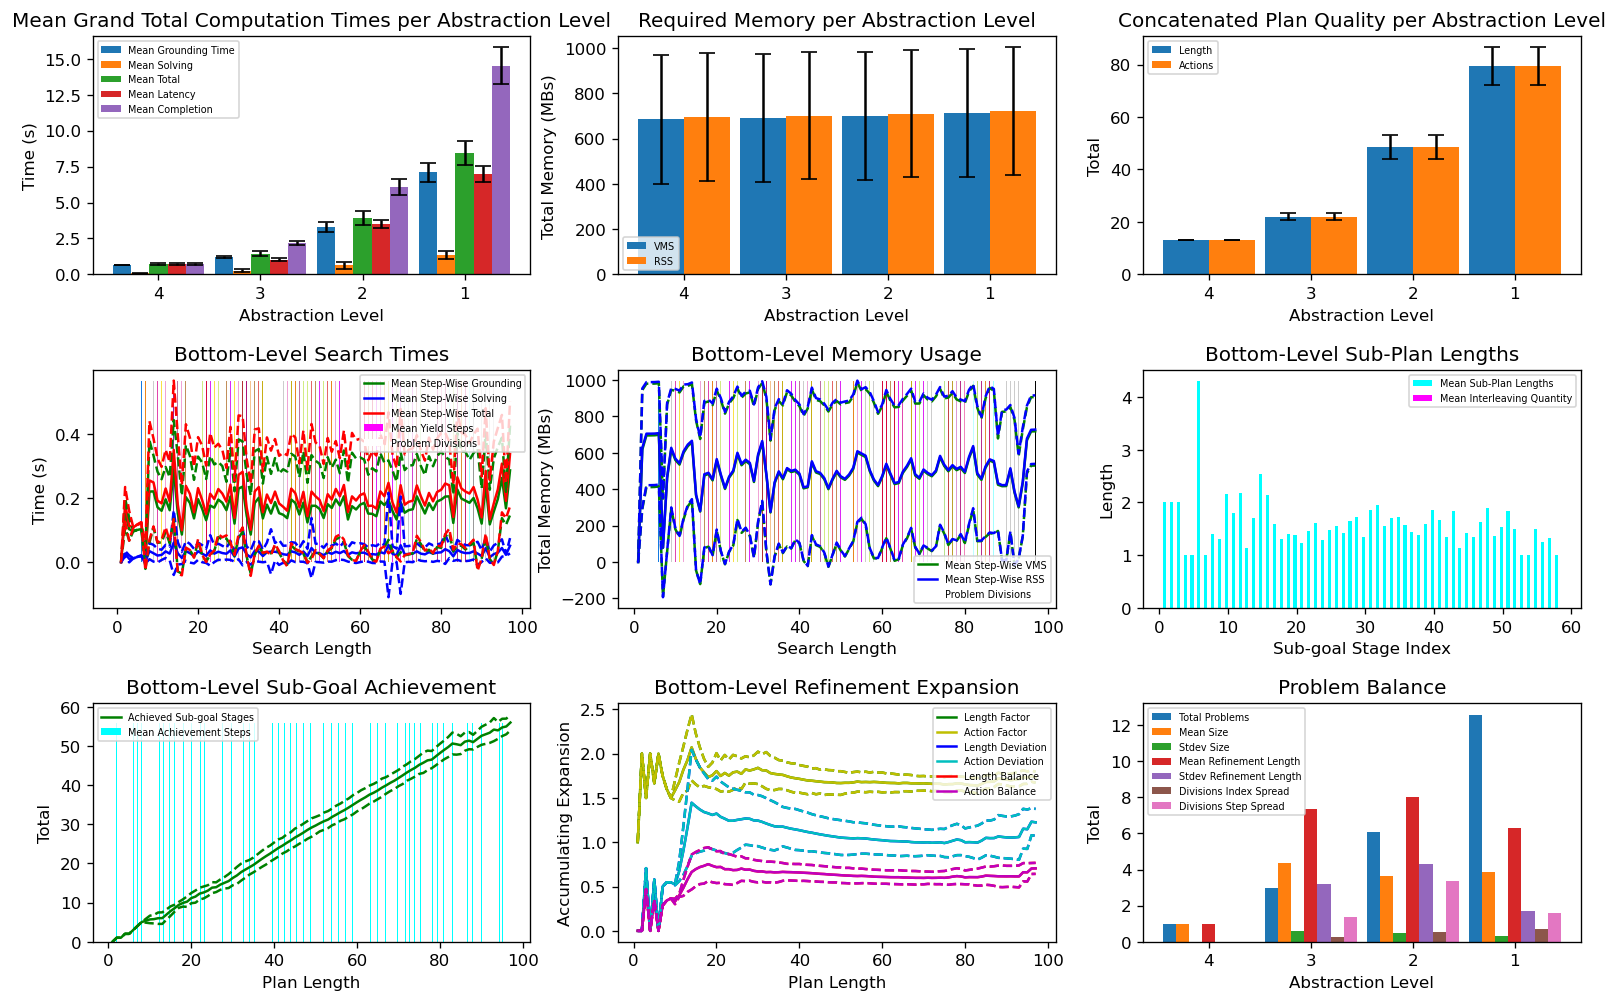 Mean Grand Total Computation Times per Abstraction Level
Time (s)
15.0
12.5
10.0
7.5
5.0
2.5
0.0
Mean Grounding Time
Mean Solving
Mean Total
Mean Latency
Mean Completion
4 3 2 1
Abstraction Level
Required Memory per Abstraction Level
Total Memory (MBs)
1000
800
600
400
200
0
VMS
RSS
4 3 2 1
Abstraction Level
Concatenated Plan Quality per Abstraction Level
Total
80
60
40
20
0
Length
Actions
4 3 2 1
Abstraction Level
Bottom-Level Search Times
Time (s)
0.4
0.2
0.0
Mean Step-Wise Grounding
Mean Step-Wise Solving
Mean Step-Wise Total
Mean Yield Steps
Problem Divisions
0 20 40 60 80 100
Search Length
Bottom-Level Memory Usage
Total Memory (MBs)
1000
800
600
400
200
0
−200
Mean Step-Wise VMS
Mean Step-Wise RSS
Problem Divisions
0 20 40 60 80 100
Search Length
Bottom-Level Sub-Plan Lengths
Length
4
3
2
1
0
Mean Sub-Plan Lengths
Mean Interleaving Quantity
0 10 20 30 40 50 60
Sub-goal Stage Index
Bottom-Level Sub-Goal Achievement
Total
60
50
40
30
20
10
0
Achieved Sub-goal Stages
Mean Achievement Steps
0 20 40 60 80 100
Plan Length
Bottom-Level Refinement Expansion
Accumulating Expansion
2.5
2.0
1.5
1.0
0.5
0.0
Length Factor
Action Factor
Length Deviation
Action Deviation
Length Balance
Action Balance
0 20 40 60 80 100
Plan Length
Problem Balance
Total
12
10
8
6
4
2
0
Total Problems
Mean Size
Stdev Size
Mean Refinement Length
Stdev Refinement Length
Divisions Index Spread
Divisions Step Spread
4 3 2 1
Abstraction Level